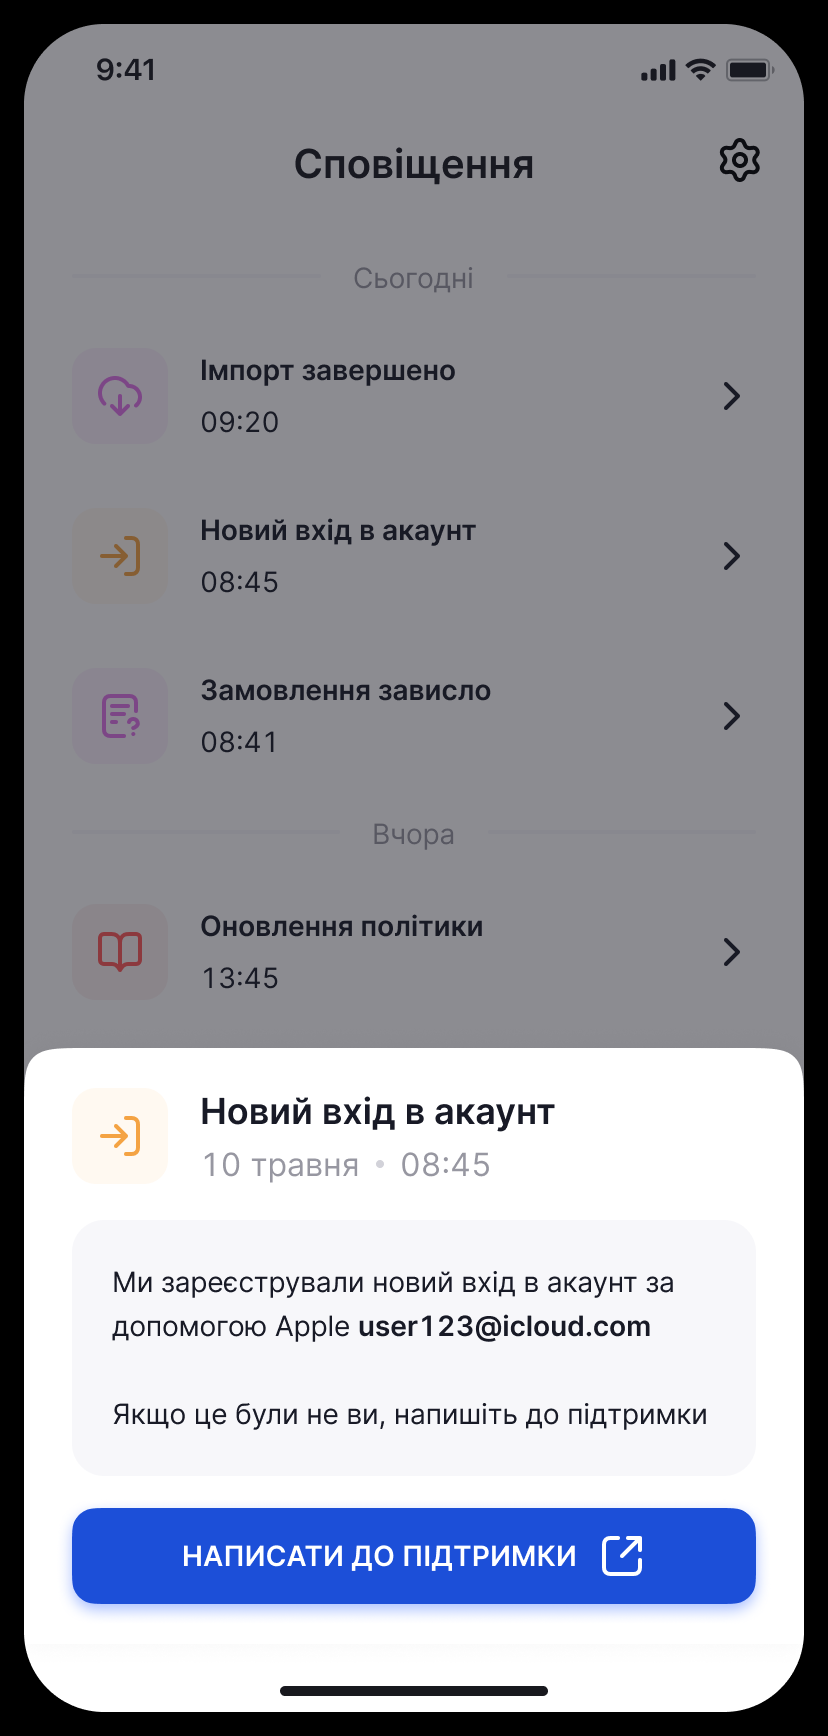 9:41
Сповіщення
Сьогодні
Імпорт завершено
09:20
Новий вхід в акаунт
08:45
Замовлення зависло
08:41
Вчора
Оновлення політики
13:45
Новий вхід в акаунт
10 травня • 08:45
Ми зареєстрували новий вхід в акаунт за
допомогою Apple user123@icloud.com
Якщо це були не ви, напишіть до підтримки
НАПИСАТИ ДО ПІДТРИМКИ